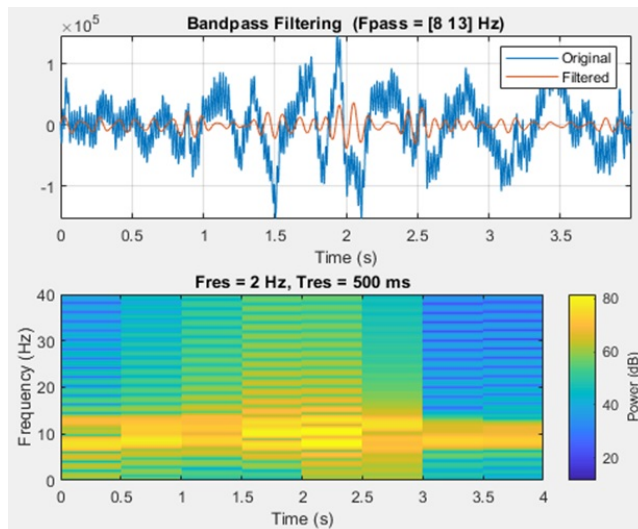 Bandpass Filtering (Fpass = [8 13] Hz)
×10^5
1
0
-1
Original
Filtered
0 0.5 1 1.5 2 2.5 3 3.5
Time (s)
Fres = 2 Hz, Tres = 500 ms
40
30
20
10
0
Frequency (Hz)
0 0.5 1 1.5 2 2.5 3 3.5 4
Time (s)
80
60
40
20
Power (dB)